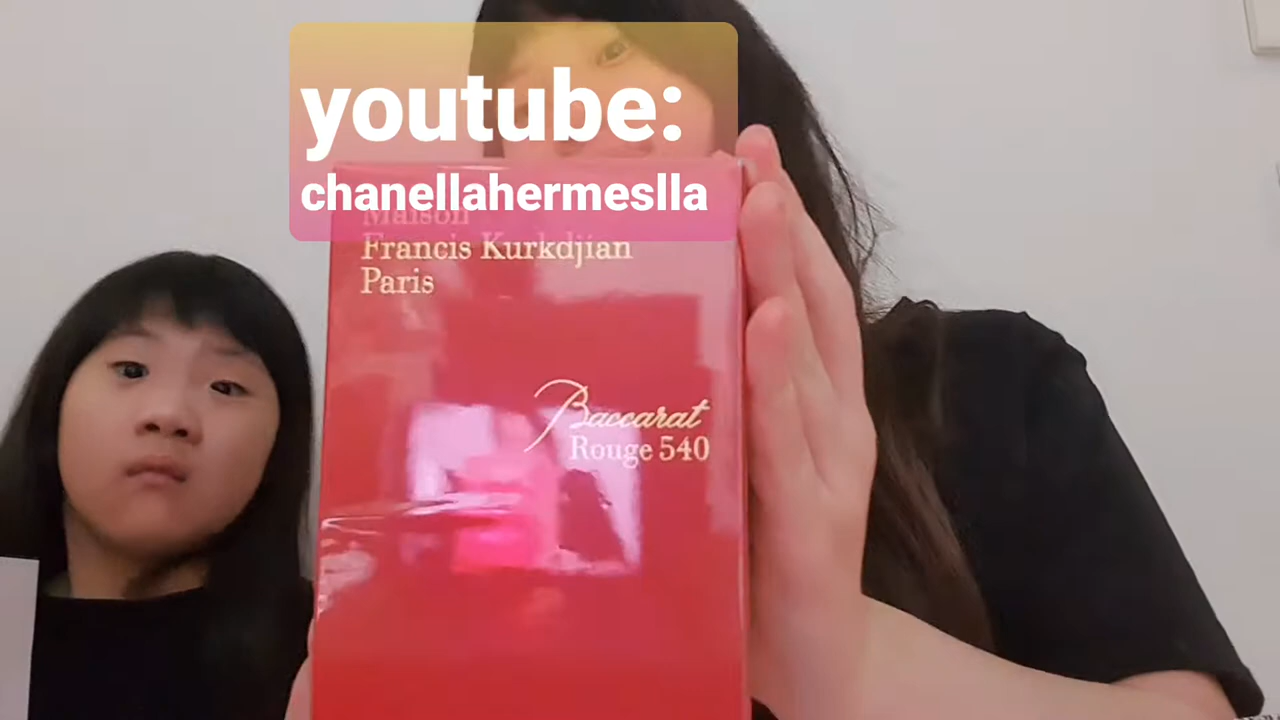 youtube:
chanellahermeslla
Maison
Francis Kurkdjian
Paris
Baccarat
Rouge 540